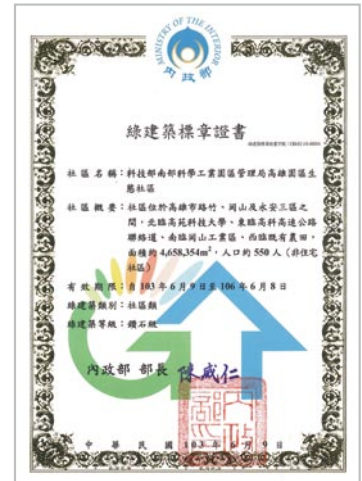 MINISTRY OF THE INTERIOR
內政部
綠建築標章證書
社區名稱：科技部南部科學工業園區管理局高雄園區生
態社區
社區概要：社區位於高雄市路竹、岡山及永安三區之
間，北臨高苑科技大學、東臨高科高速公路
聯絡道、南臨岡山工業區、西臨既有農田，
面積約4,658,354m²，人口約550人（非住宅
社區）
有效期限：自103年6月9日至106年6月8日
綠建築類別：社區類
綠建築等級：鑽石級
內政部 部長 陳威仁
中華民國103年6月9日